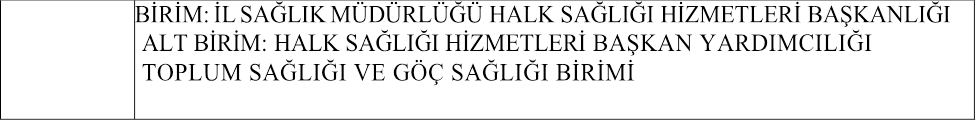 BİRİM: İL SAĞLIK MÜDÜRLÜĞÜ HALK SAĞLIĞI HİZMETLERİ BAŞKANLIĞI
ALT BİRİM: HALK SAĞLIĞI HİZMETLERİ BAŞKAN YARDIMCILIĞI
TOPLUM SAĞLIĞI VE GÖÇ SAĞLIĞI BİRİMİ